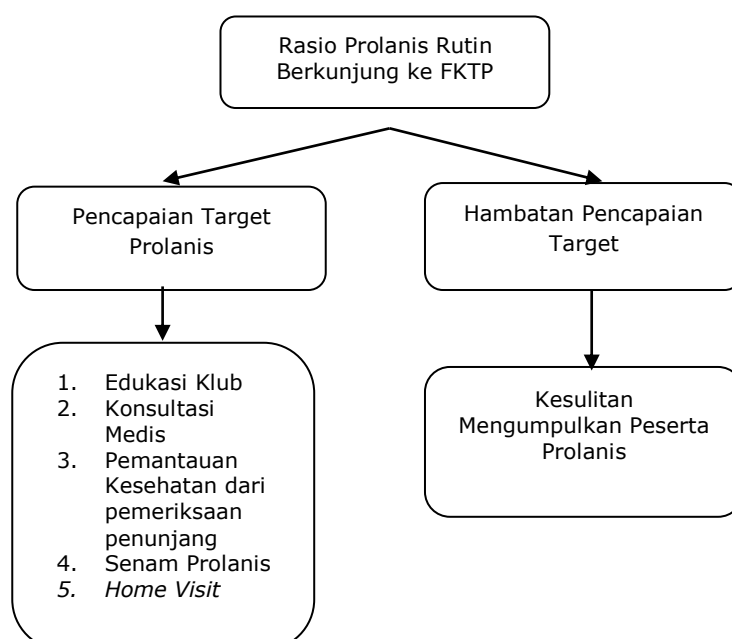 Rasio Prolanis Rutin
Berkunjung ke FKTP
Pencapaian Target
Prolanis
Hambatan Pencapaian
Target
1. Edukasi Klub
2. Konsultasi
Medis
3. Pemantauan
Kesehatan dari
pemeriksaan
penunjang
4. Senam Prolanis
5. Home Visit
Kesulitan
Mengumpulkan Peserta
Prolanis